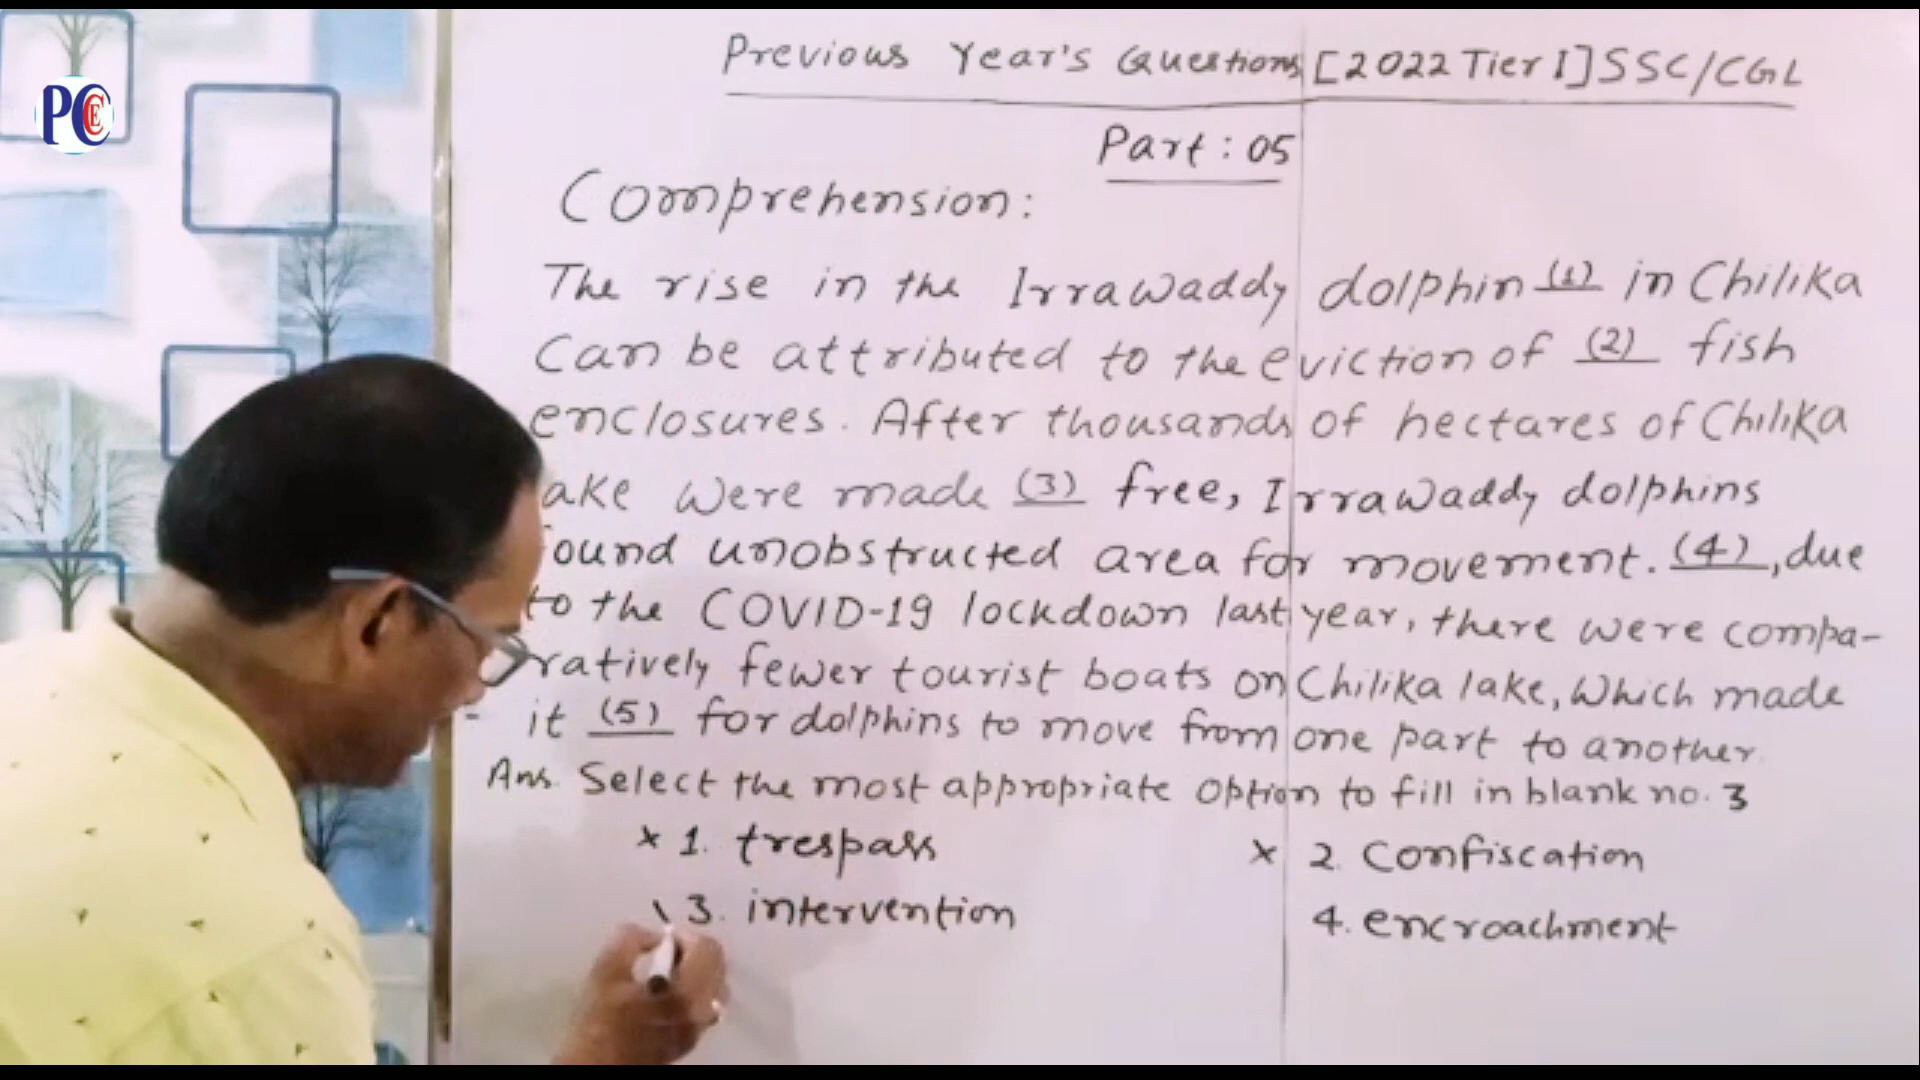 PCCE
Previous Year's Questions [2022 Tier I] SSC/CGL
Part : 05
Comprehension:
The rise in the Irrawaddy dolphin (1) in Chilika
Can be attributed to the eviction of (2) fish
enclosures. After thousands of hectares of Chilika
ake were made (3) free, Irrawaddy dolphins
found unobstructed area for movement. (4), due
to the COVID-19 lockdown last year, there were compa-
ratively fewer tourist boats on Chilika lake, Which made
- it (5) for dolphins to move from one part to another.
Ans. Select the most appropriate option to fill in blank no. 3
x 1. trespass x 2. Confiscation
\ 3. intervention 4. encroachment